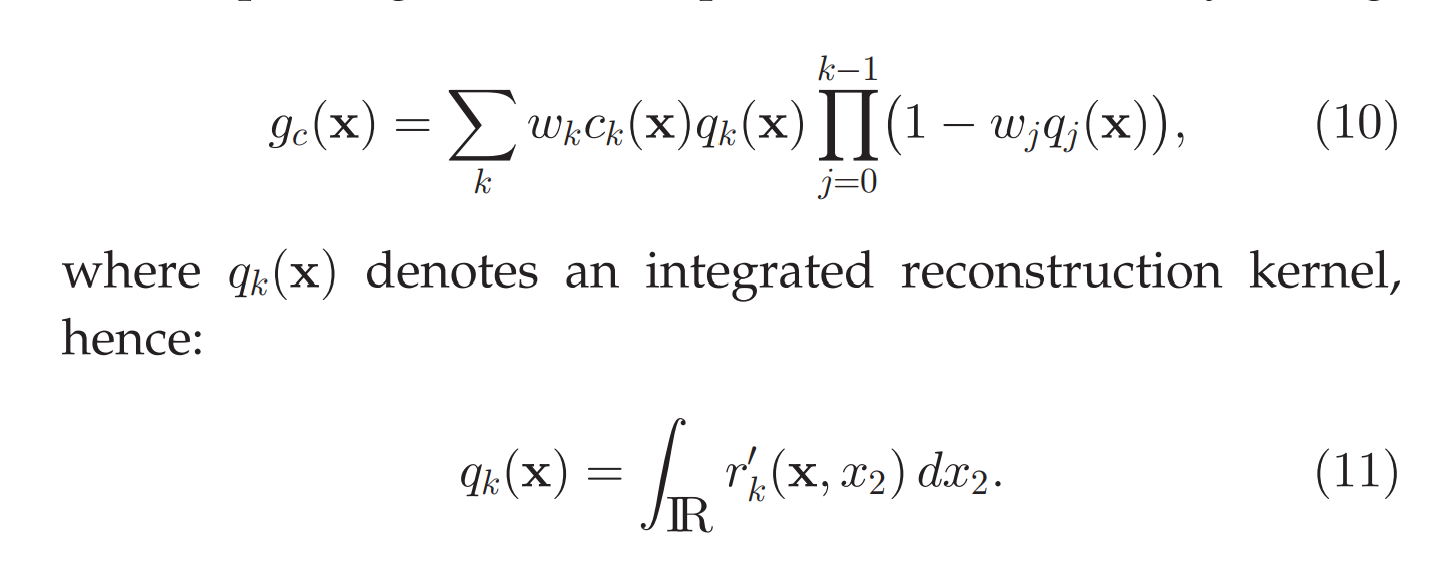 g_c(𝐱) = ∑_k w_k c_k(𝐱) q_k(𝐱) ∏_{j=0}^{k−1} (1 − w_j q_j(𝐱)), (10)
where q_k(𝐱) denotes an integrated reconstruction kernel,
hence:
q_k(𝐱) = ∫_ℝ r′_k(𝐱, x_2) dx_2. (11)